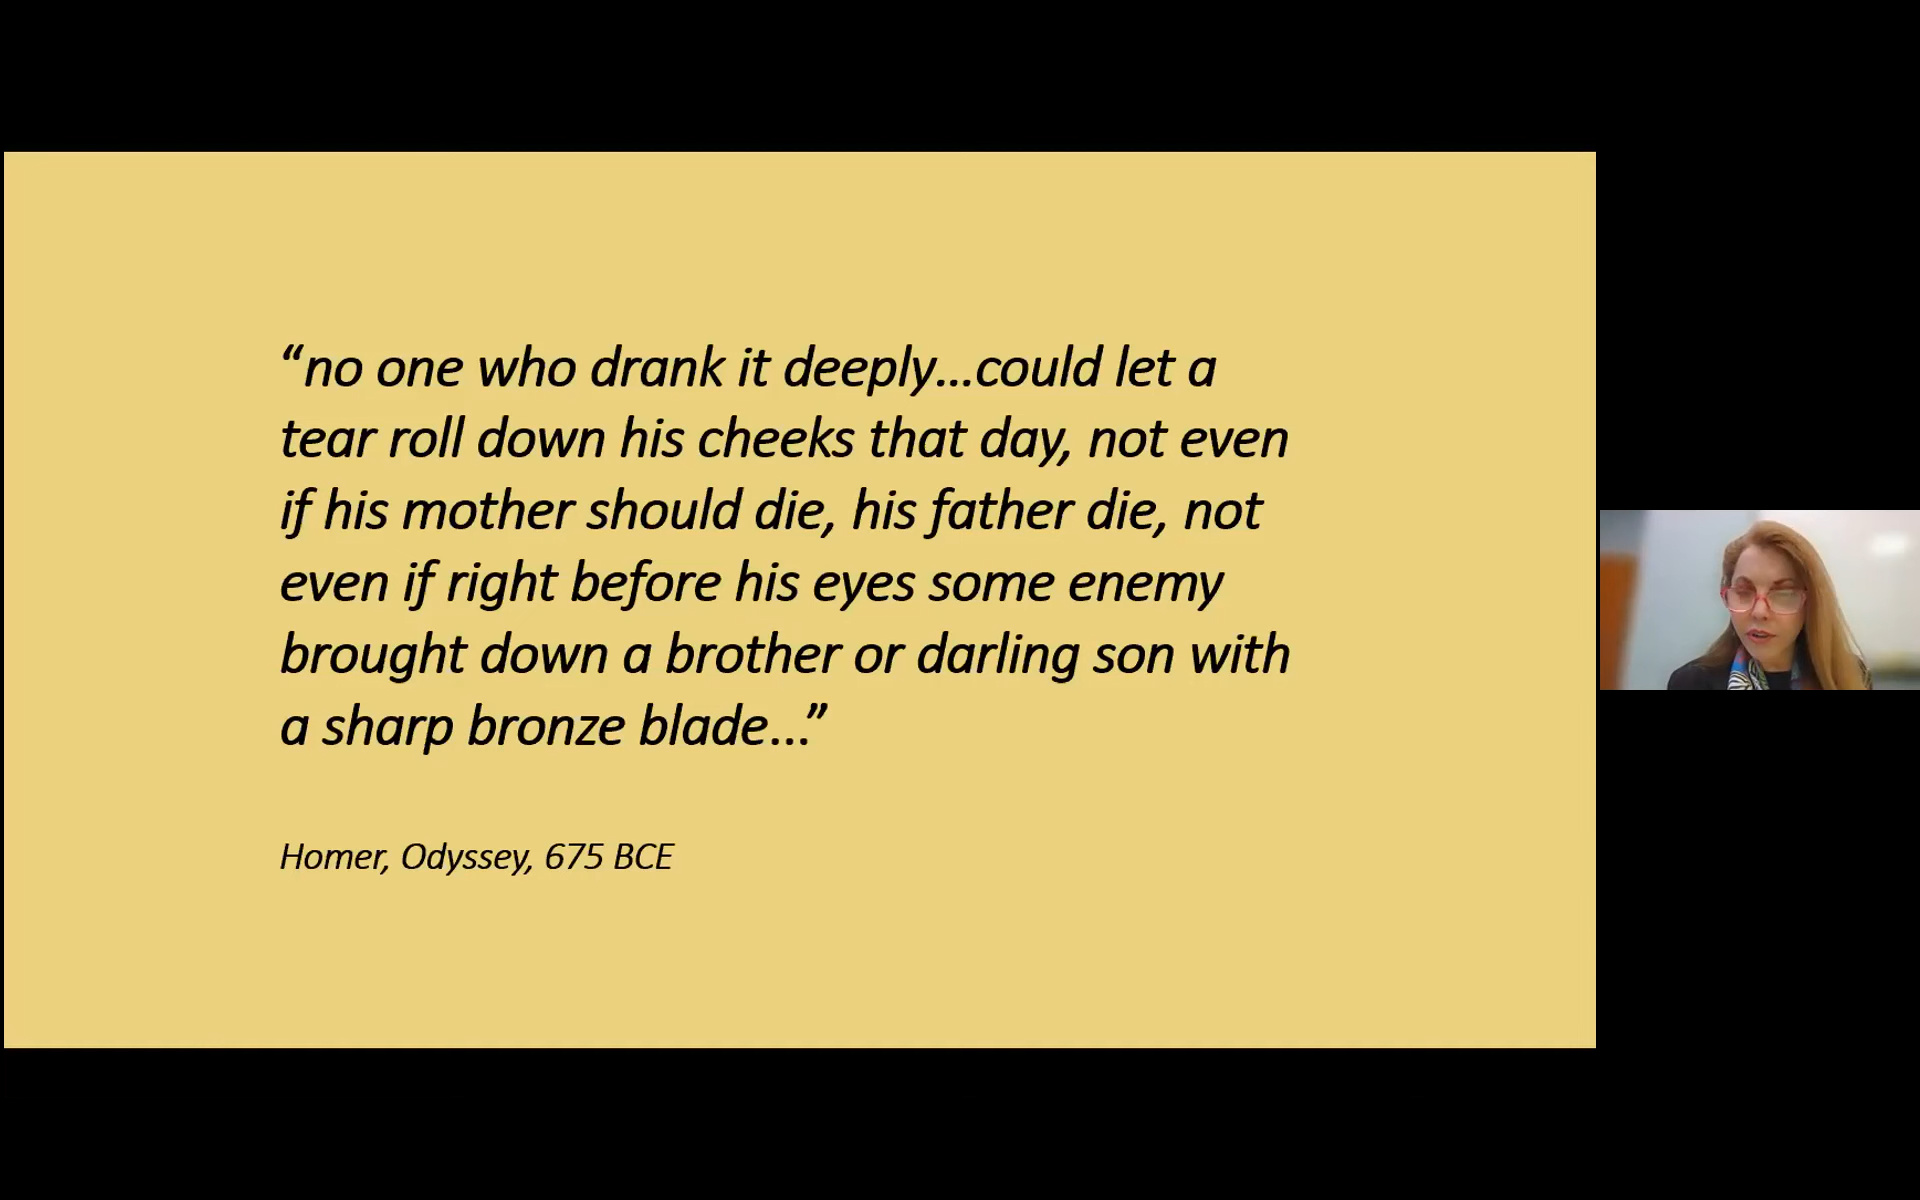 “no one who drank it deeply...could let a
tear roll down his cheeks that day, not even
if his mother should die, his father die, not
even if right before his eyes some enemy
brought down a brother or darling son with
a sharp bronze blade...”
Homer, Odyssey, 675 BCE